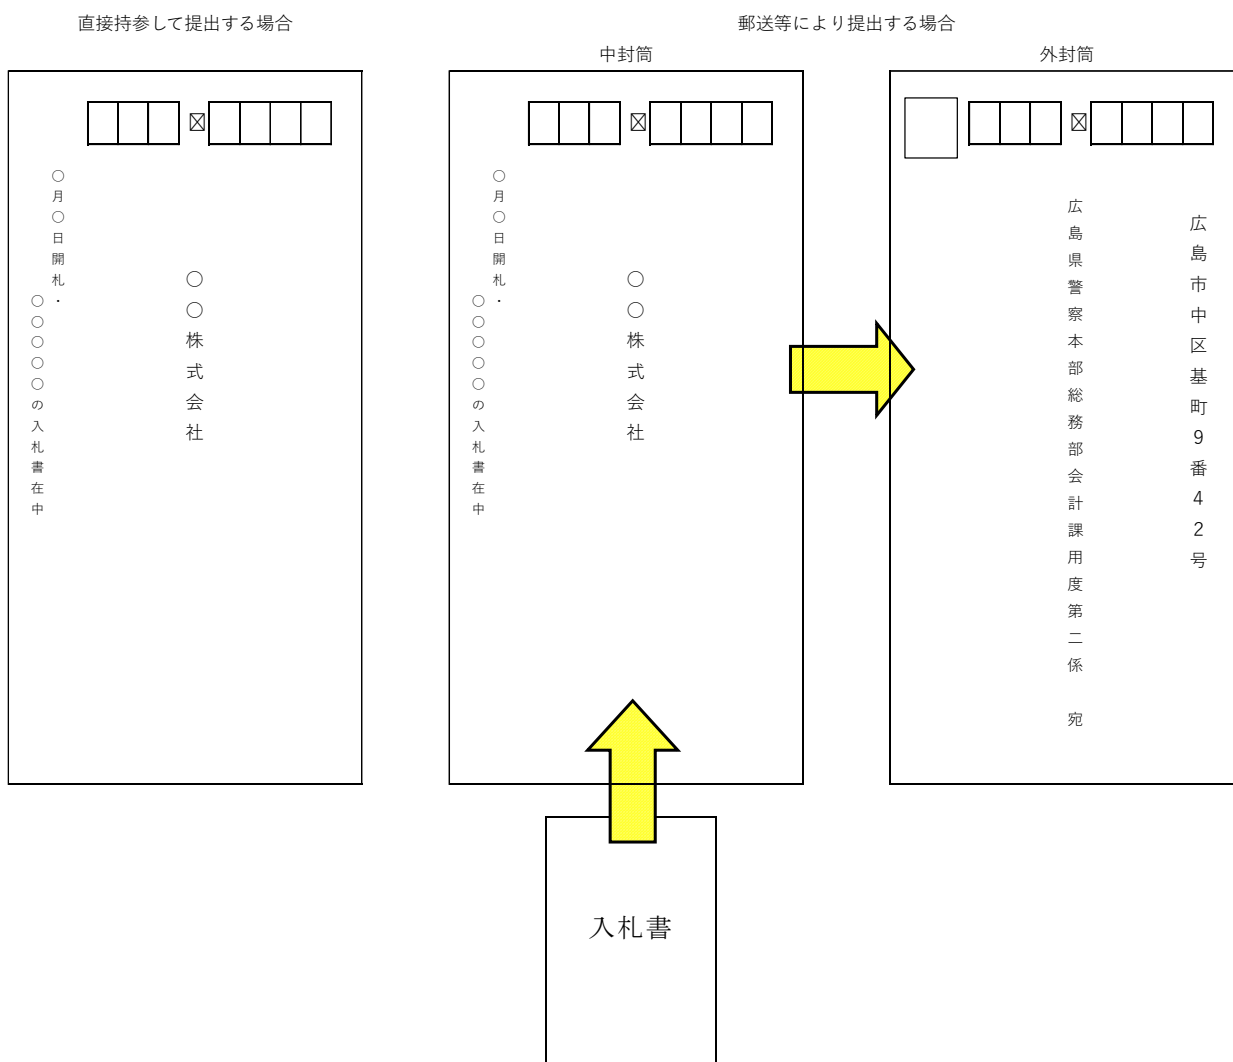 直接持参して提出する場合
郵送等により提出する場合
中封筒
外封筒
〇〇株式会社
〇月〇日開札・
〇〇〇〇〇の入札書在中
〇〇株式会社
〇月〇日開札・
〇〇〇〇〇の入札書在中
広島市中区基町9番42号
広島県警察本部総務部会計課用度第二係 宛
入札書